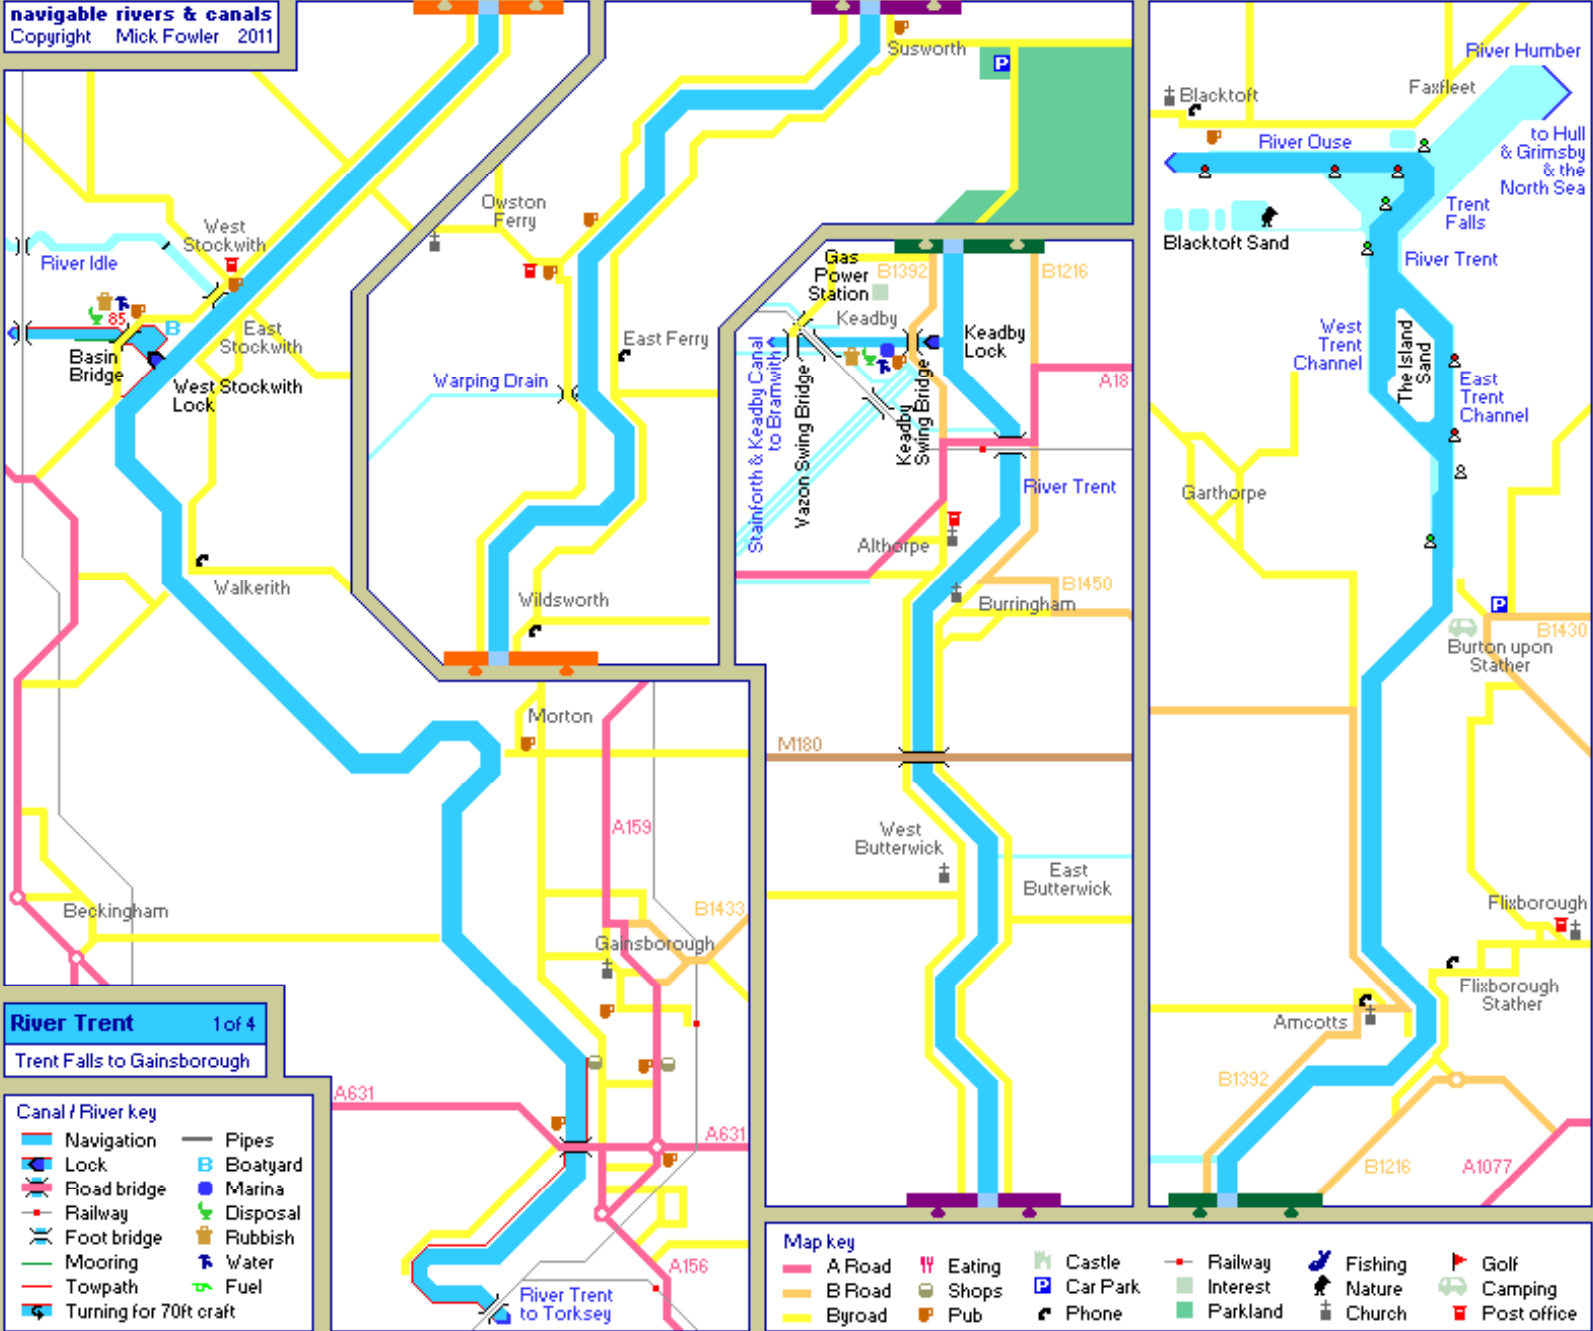 navigable rivers & canals
Copyright Mick Fowler 2011
West
Stockwith
River Idle
85
B
East
Stockwith
Basin
Bridge
West Stockwith
Lock
Walkerith
Beckingham
Morton
A159
B1433
Gainsborough
A631
A631
A156
River Trent
to Torksey
Susworth
P
Owston
Ferry
East Ferry
Warping Drain
Wildsworth
Gas
Power
Station
B1392
B1216
Keadby
Keadby
Lock
A18
Stainforth & Keadby Canal
to Bramwith
Vazon Swing Bridge
Keadby
Swing Bridge
River Trent
Althorpe
B1450
Burringham
M180
West
Butterwick
East
Butterwick
River Humber
Faxfleet
Blacktoft
River Ouse
to Hull
& Grimsby
& the
North Sea
Trent
Falls
Blacktoft Sand
River Trent
West
Trent
Channel
The Island
Sand
East
Trent
Channel
Garthorpe
P
B1430
Burton upon
Stather
Flixborough
Flixborough
Stather
Amcotts
B1392
B1216
A1077
River Trent 1 of 4
Trent Falls to Gainsborough
Canal / River key
Navigation
Pipes
Lock
B Boatyard
Road bridge
Marina
Railway
Disposal
Foot bridge
Rubbish
Mooring
Water
Towpath
Fuel
Turning for 70ft craft
Map key
A Road
Eating
Castle
Railway
Fishing
Golf
B Road
Shops
P Car Park
Interest
Nature
Camping
Byroad
Pub
Phone
Parkland
Church
Post office